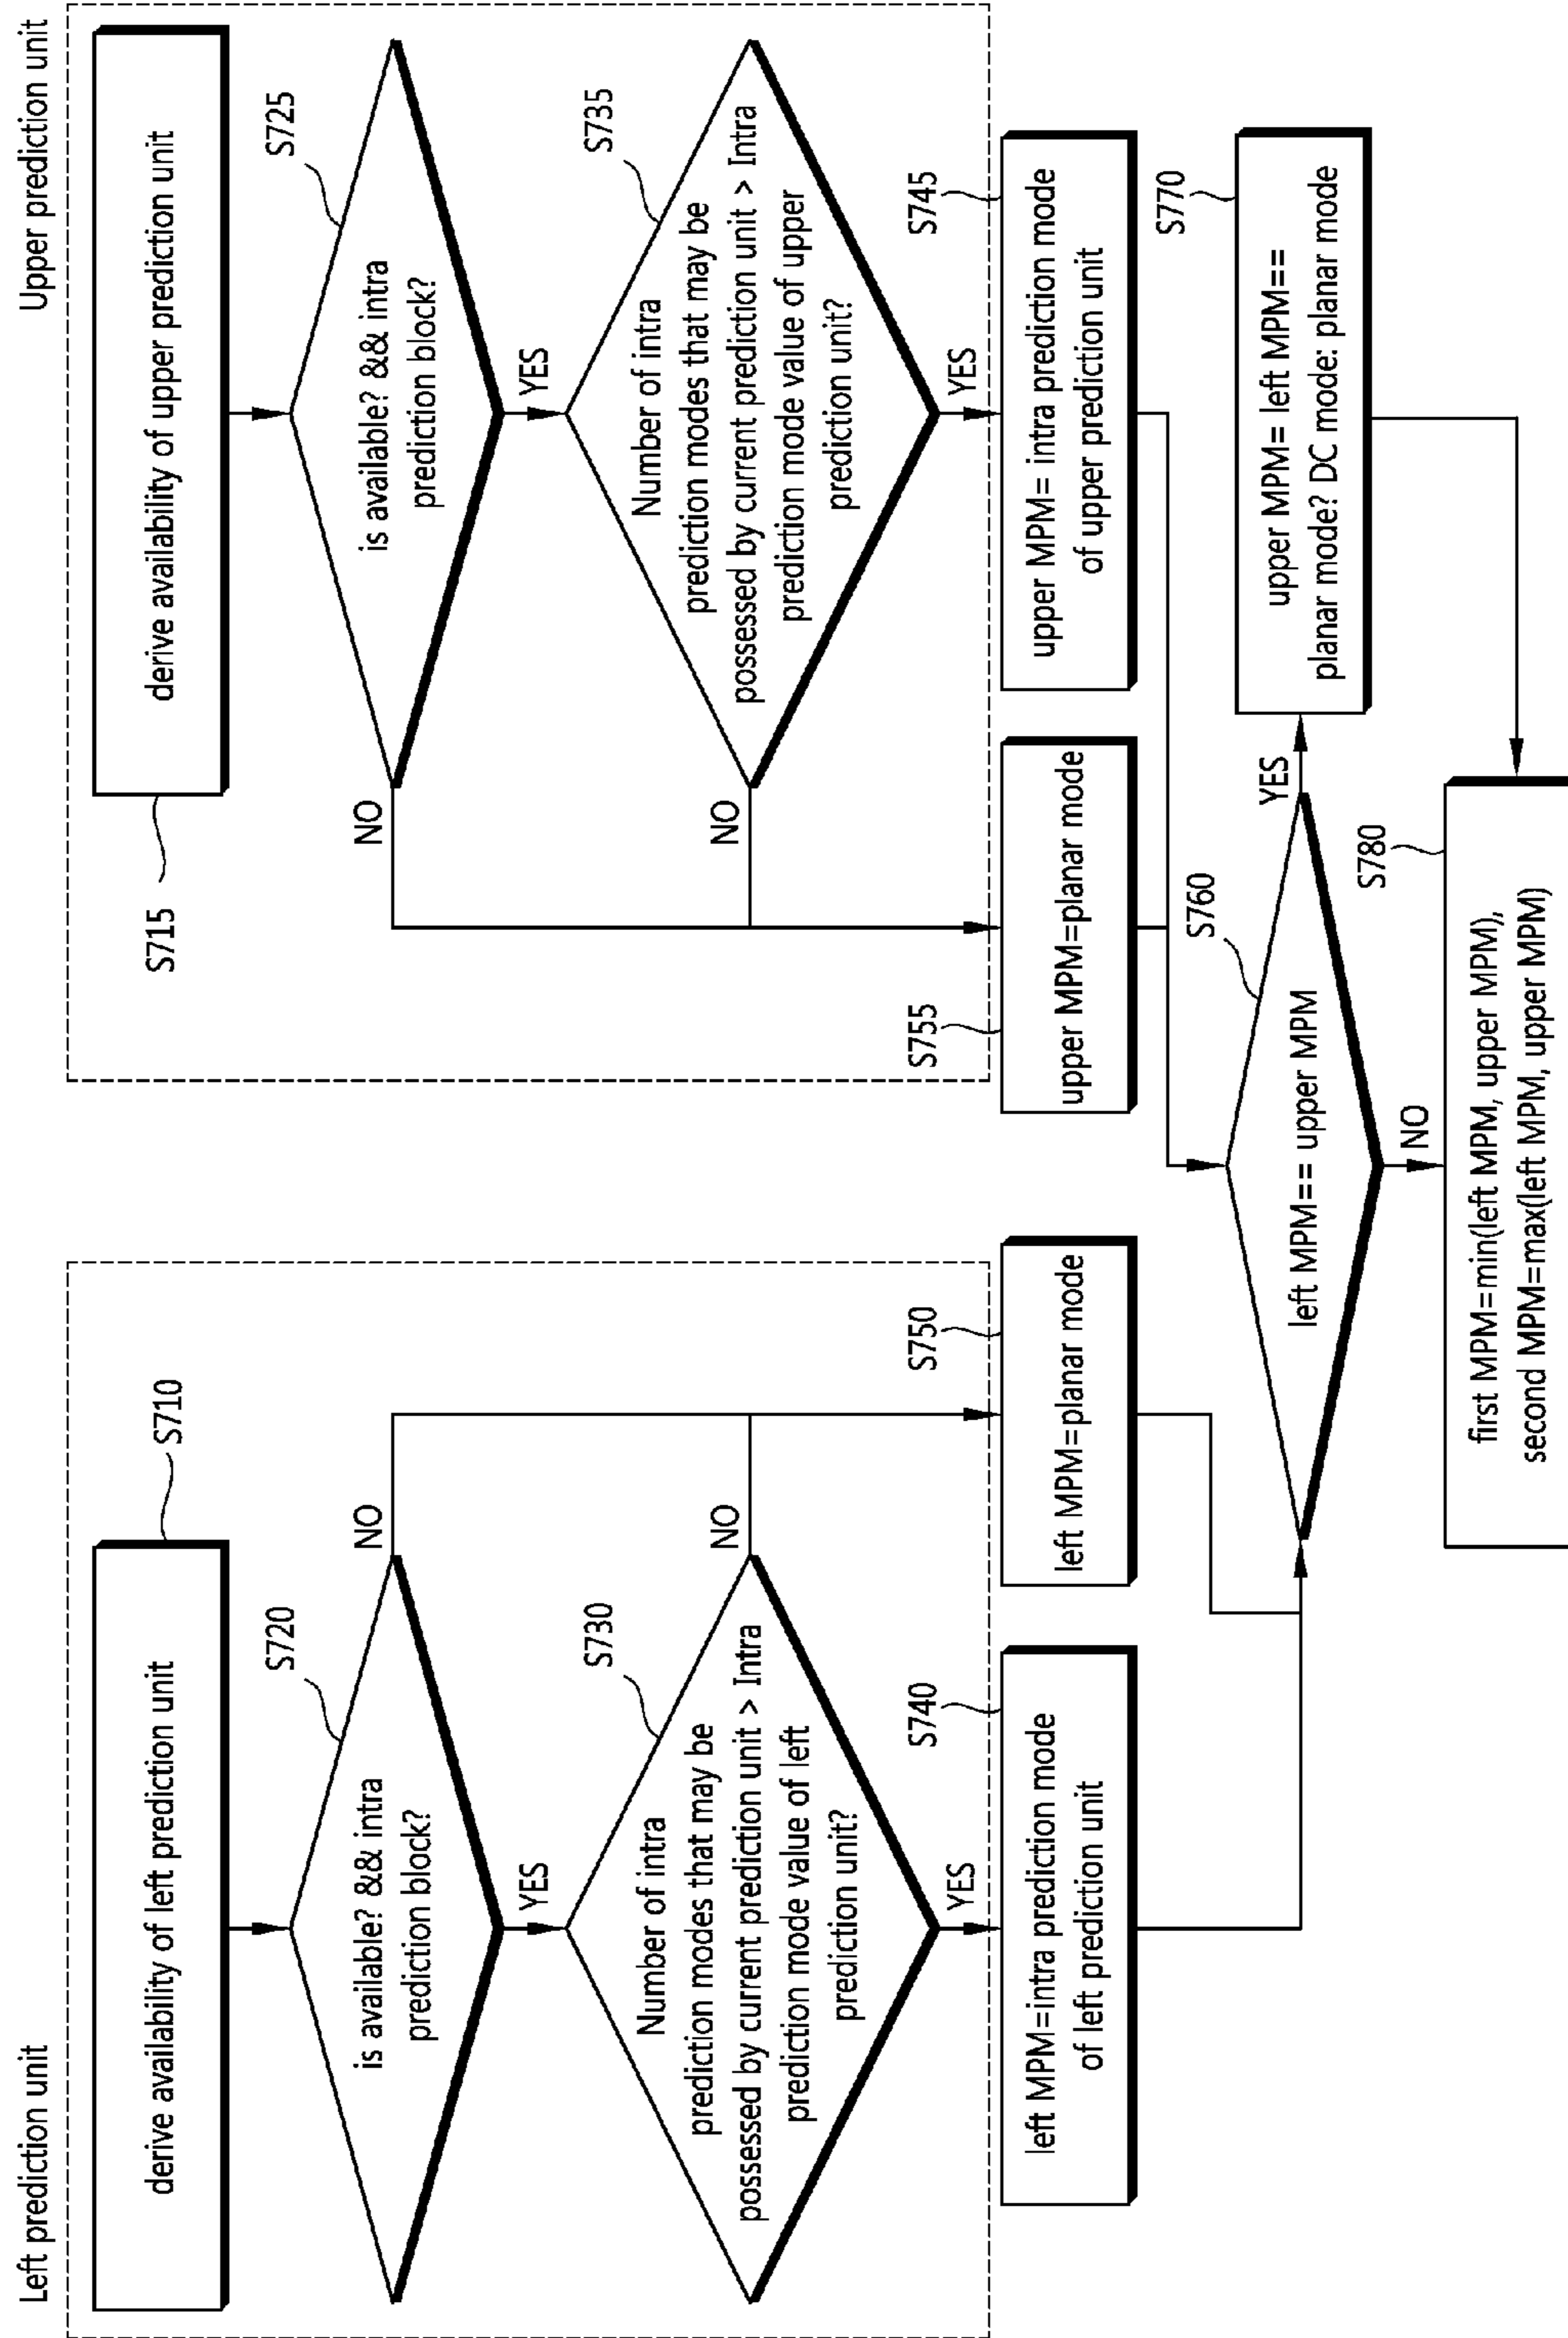 Left prediction unit
derive availability of left prediction unit
S710
is available? && intra
prediction block?
S720
NO
YES
Number of intra
prediction modes that may be
possessed by current prediction unit > Intra
prediction mode value of left
prediction unit?
S730
NO
YES
S740
left MPM=intra prediction mode
of left prediction unit
S750
left MPM=planar mode
Upper prediction unit
S715
derive availability of upper prediction unit
is available? && intra
prediction block?
S725
NO
YES
Number of intra
prediction modes that may be
possessed by current prediction unit > Intra
prediction mode value of upper
prediction unit?
S735
NO
YES
S755
upper MPM=planar mode
S745
upper MPM= intra prediction mode
of upper prediction unit
S760
left MPM== upper MPM
YES
NO
S770
upper MPM= left MPM==
planar mode? DC mode: planar mode
S780
first MPM=min(left MPM, upper MPM),
second MPM=max(left MPM, upper MPM)